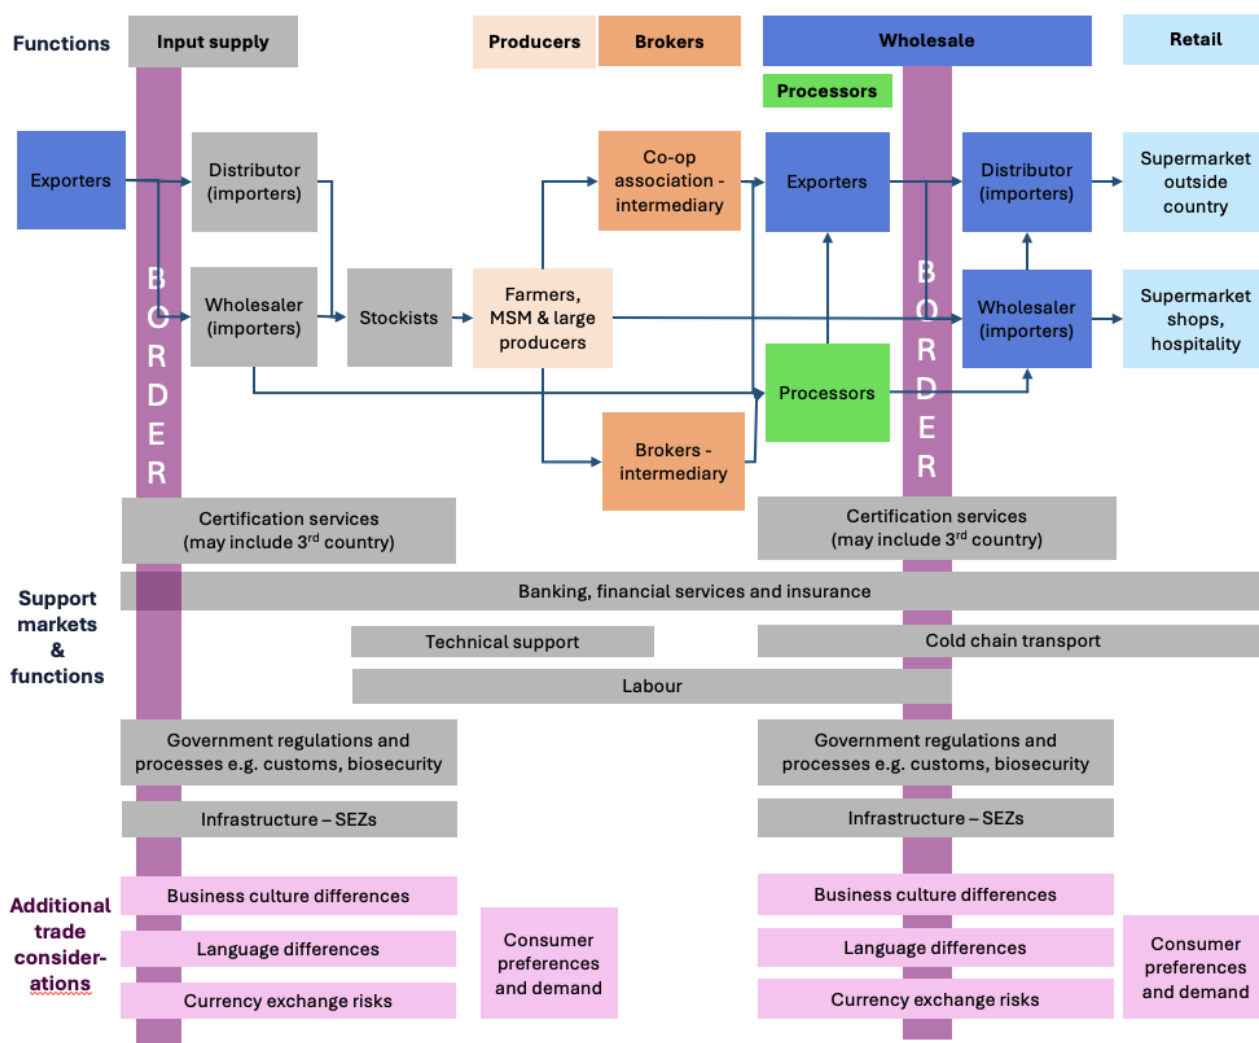 Functions
Input supply
Producers
Brokers
Wholesale
Retail
Processors
Exporters
Distributor
(importers)
Co-op
association -
intermediary
Exporters
Distributor
(importers)
Supermarket
outside
country
BORDER
Wholesaler
(importers)
Stockists
Farmers,
MSM & large
producers
BORDER
Wholesaler
(importers)
Supermarket
shops,
hospitality
Processors
Brokers -
intermediary
Certification services
(may include 3rd country)
Certification services
(may include 3rd country)
Support
markets
&
functions
Banking, financial services and insurance
Technical support
Cold chain transport
Labour
Government regulations and
processes e.g. customs, biosecurity
Government regulations and
processes e.g. customs, biosecurity
Infrastructure – SEZs
Infrastructure – SEZs
Additional
trade
consider-
ations
Business culture differences
Language differences
Currency exchange risks
Consumer
preferences
and demand
Business culture differences
Language differences
Currency exchange risks
Consumer
preferences
and demand